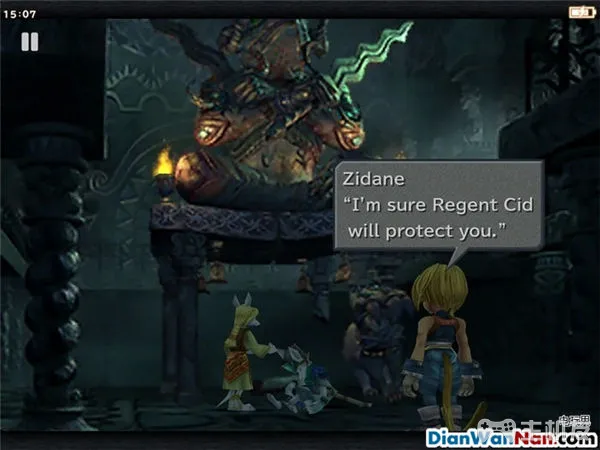 15:07
Zidane
“I’m sure Regent Cid
will protect you.”
DianWanNan.com